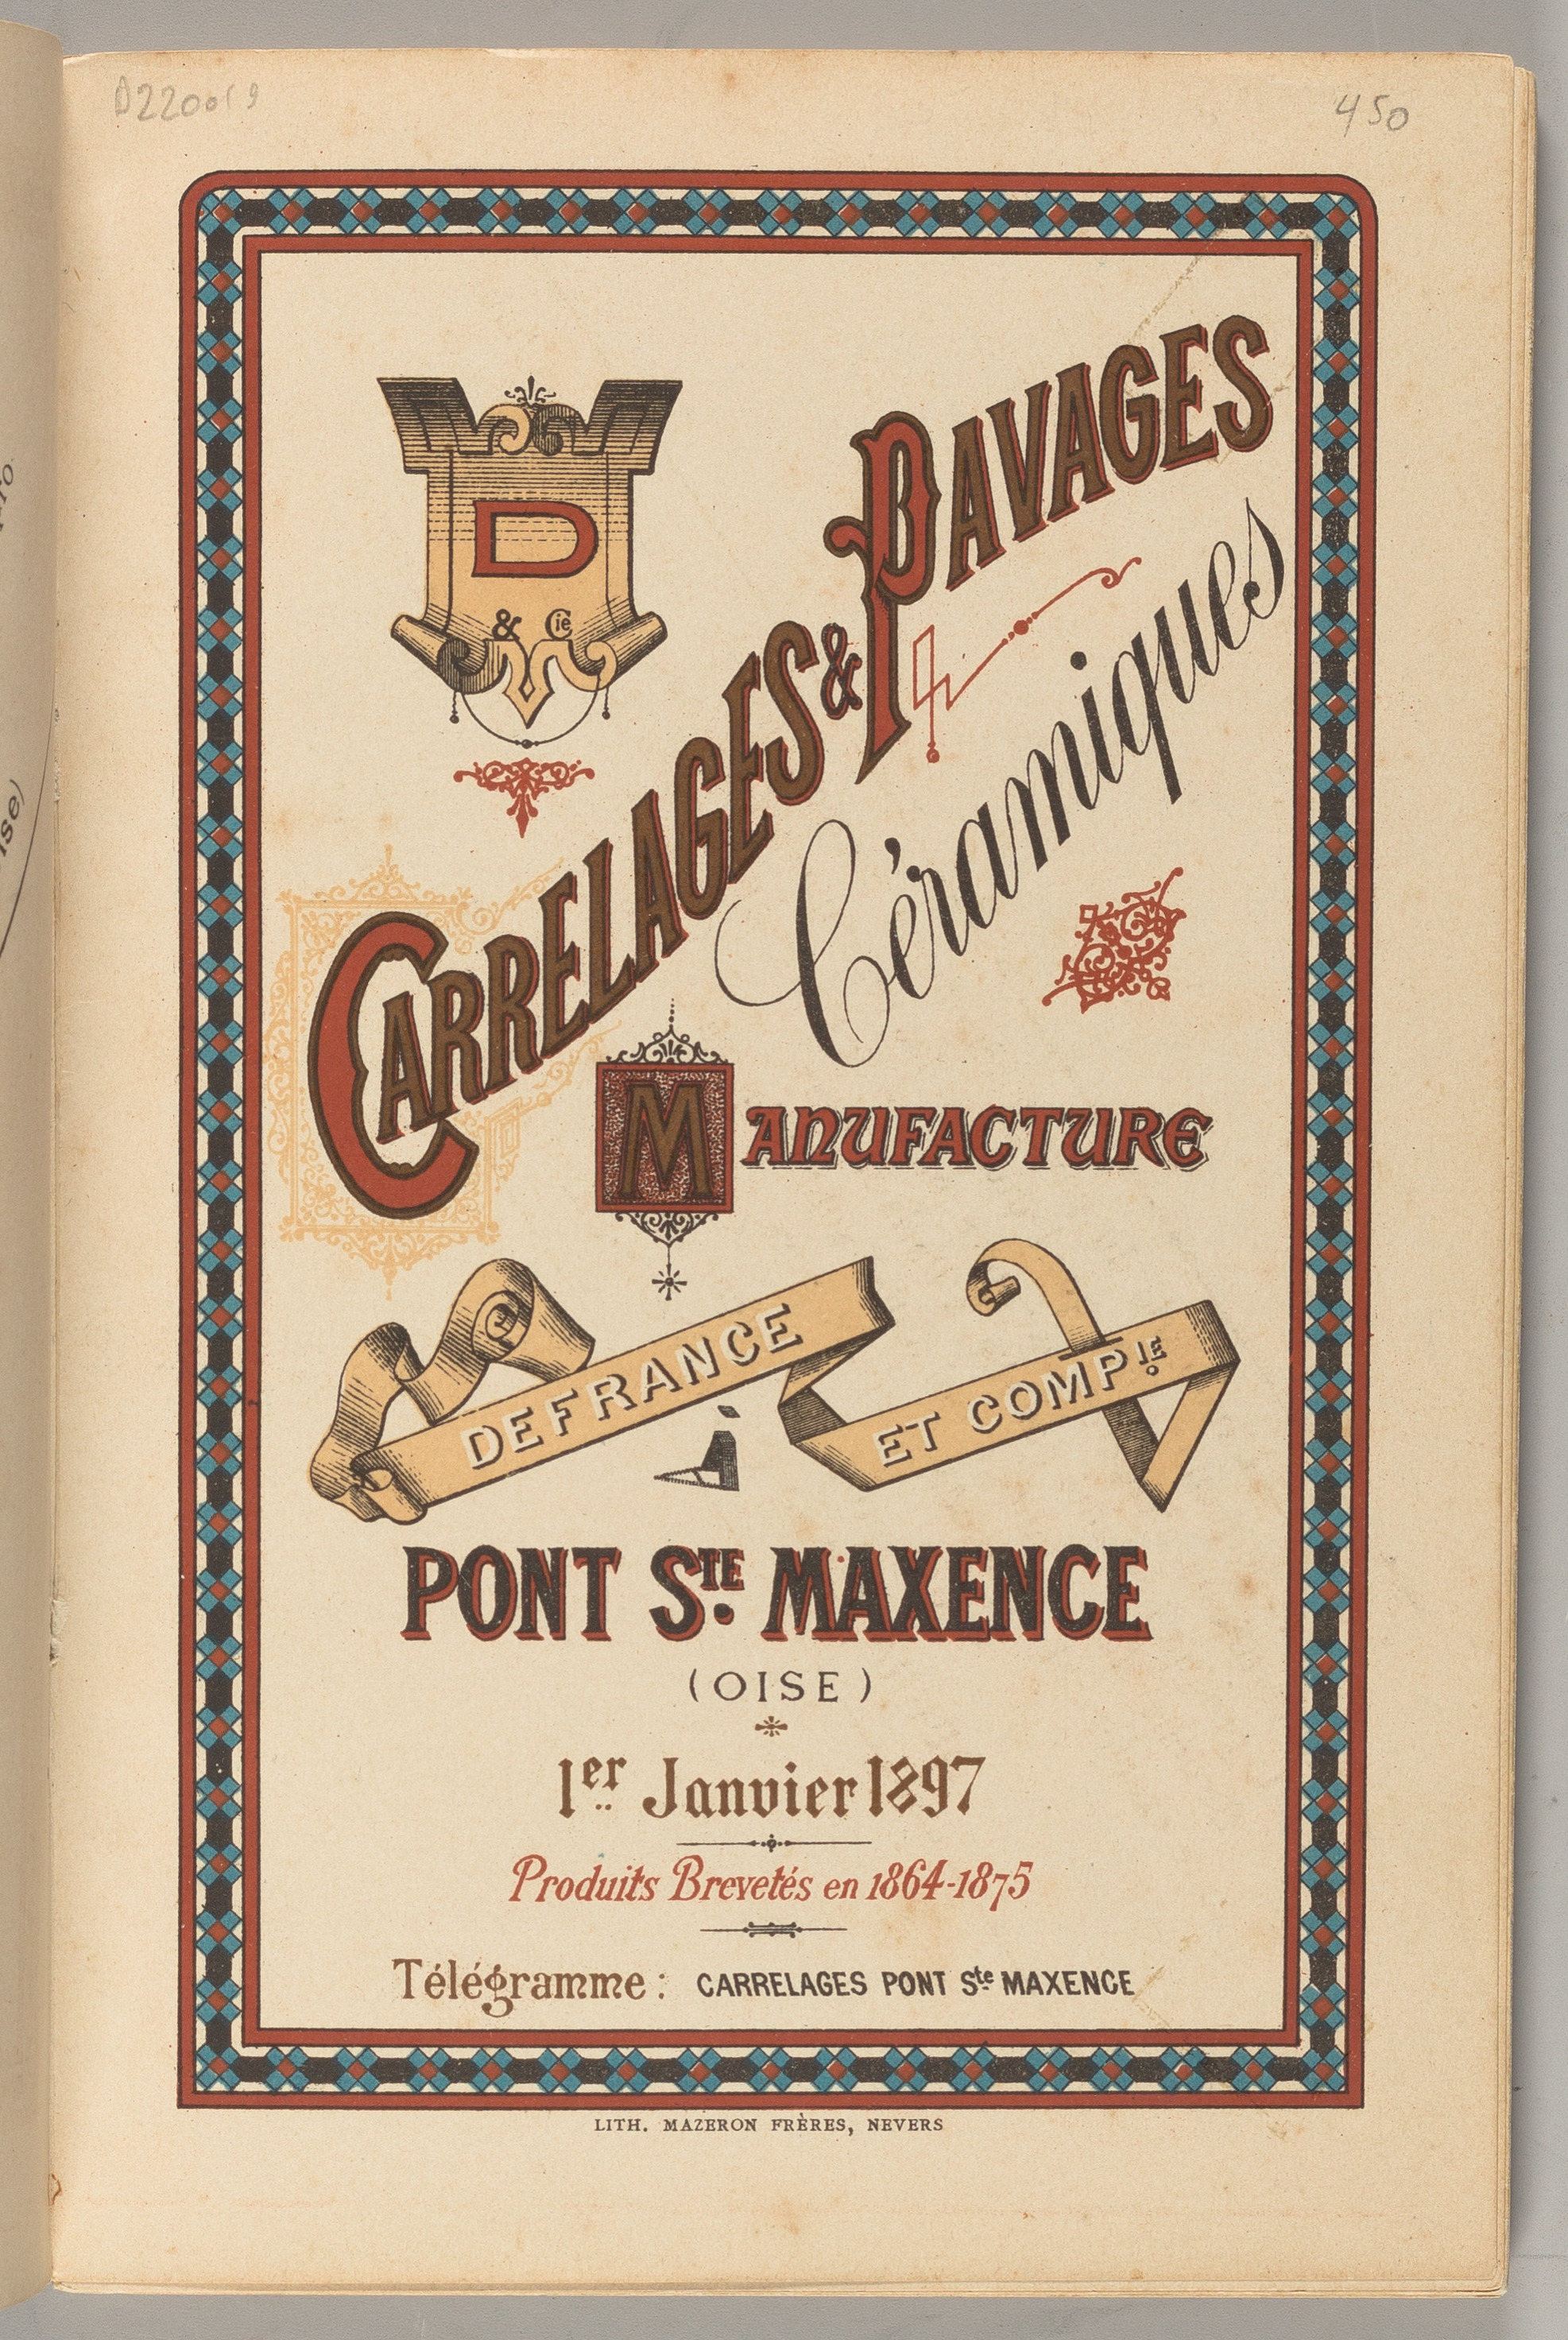 450
D
& Cie
CARRELAGES & PAVAGES
Céramiques
MANUFACTURE
DEFRANCE
ET COMPIE
À
PONT STE MAXENCE
(OISE)
1er Janvier 1897
Produits Brevetés en 1864-1875
Télégramme : CARRELAGES PONT Ste MAXENCE
LITH. MAZERON FRÈRES, NEVERS